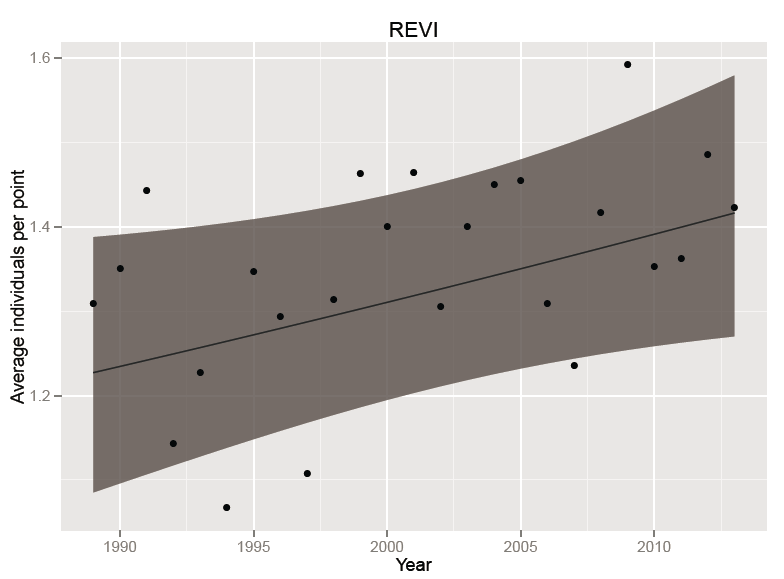 REVI
1.6
1.4
1.2
Average individuals per point
1990 1995 2000 2005 2010
Year